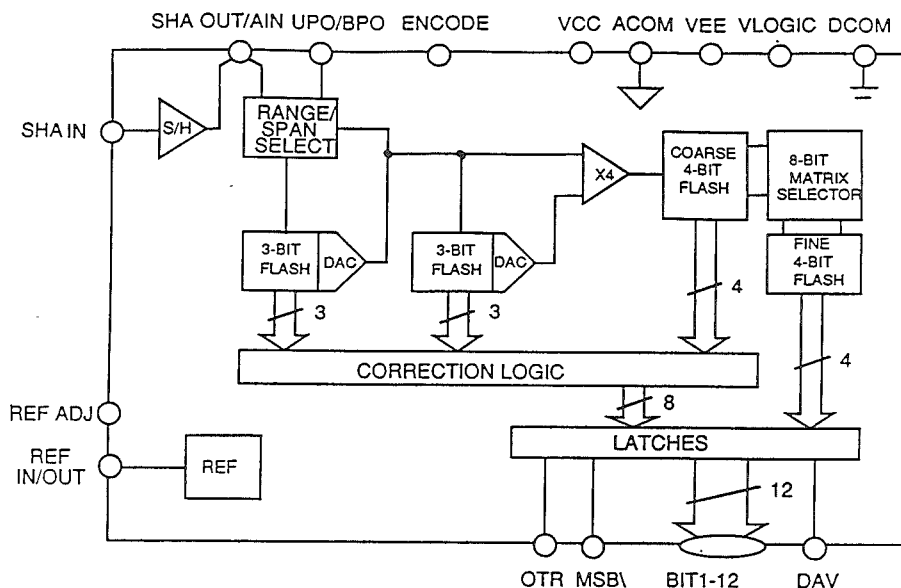 SHA OUT/AIN UPO/BPO ENCODE VCC ACOM VEE VLOGIC DCOM
SHA IN
S/H
RANGE/
SPAN
SELECT
X4
COARSE
4-BIT
FLASH
8-BIT
MATRIX
SELECTOR
3-BIT
FLASH
DAC
3-BIT
FLASH
DAC
FINE
4-BIT
FLASH
3
3
4
4
CORRECTION LOGIC
8
REF ADJ
LATCHES
REF
IN/OUT
REF
12
OTR MSB\ BIT1-12 DAV